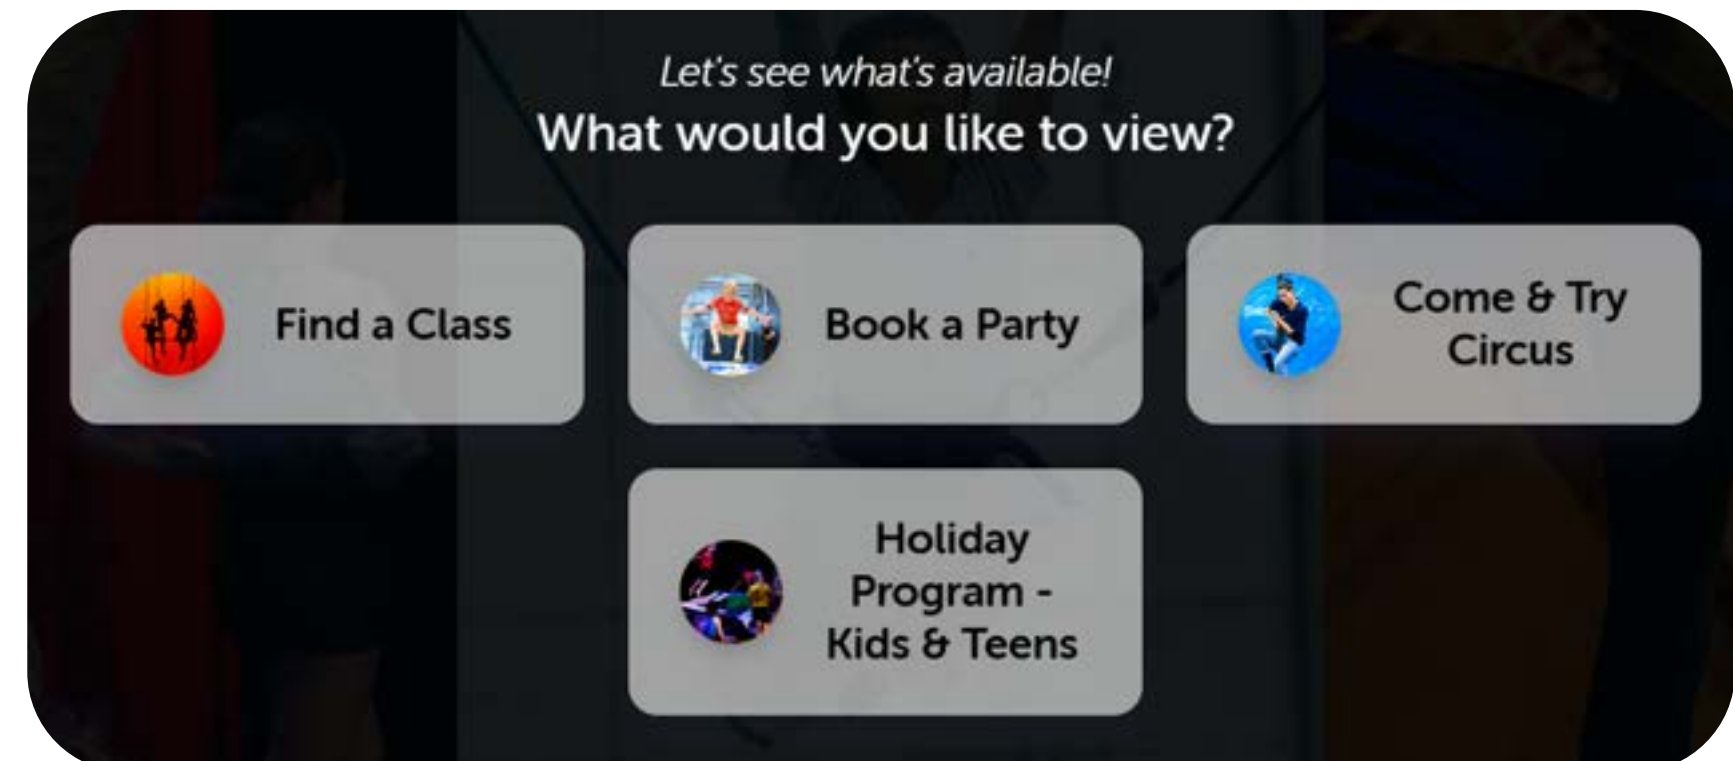 Let's see what's available!
What would you like to view?
Find a Class
Book a Party
Come & Try
Circus
Holiday
Program -
Kids & Teens